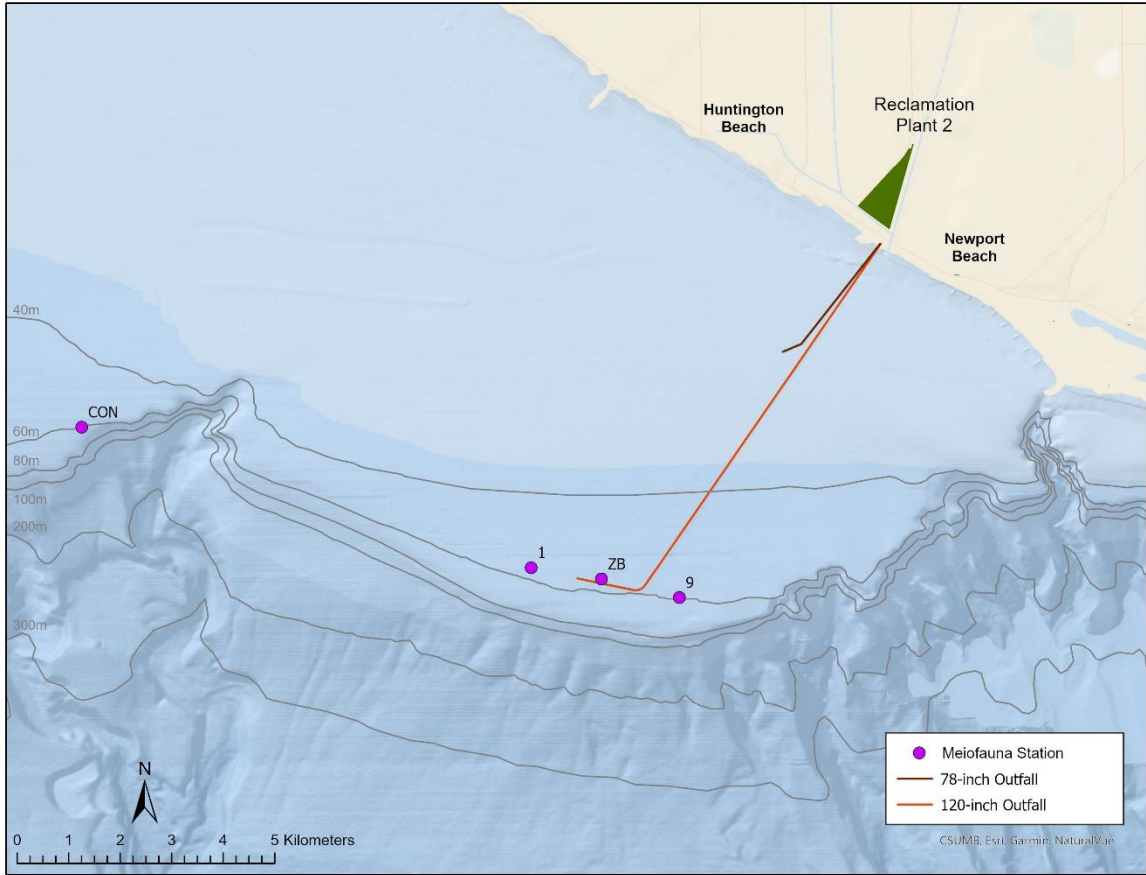 Huntington
Beach
Reclamation
Plant 2
Newport
Beach
40m
CON
60m
80m
100m
200m
1
ZB
9
300m
N
0 1 2 3 4 5 Kilometers
Meiofauna Station
78-inch Outfall
120-inch Outfall
CSUMB, Esri, Garmin, NaturalVue